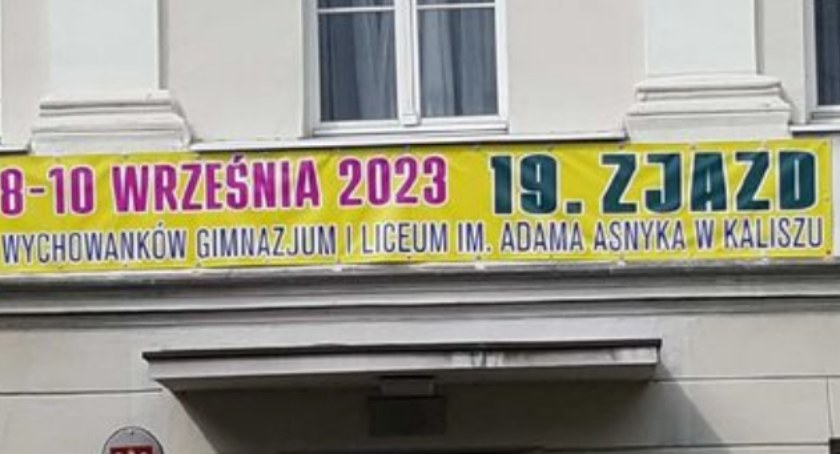 8-10 WRZEŚNIA 2023 19. ZJAZD
WYCHOWANKÓW GIMNAZJUM I LICEUM IM. ADAMA ASNYKA W KALISZU